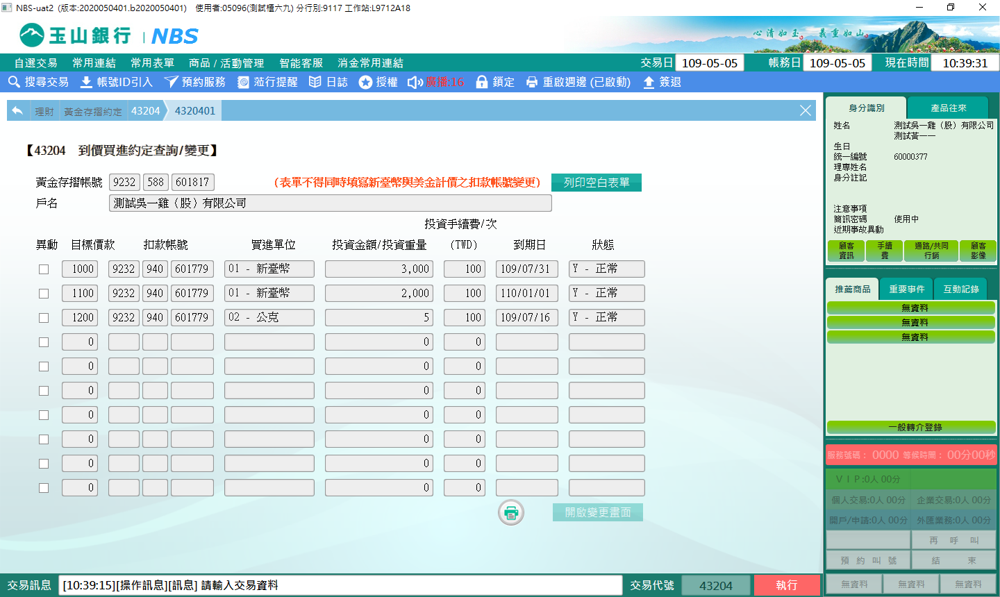 NBS-uat2 (版本:2020050401.b2020050401) 使用者:05096(測試櫃六九) 分行別:9117 工作站:L9712A18
玉山銀行 | NBS
心清如玉。 義重如山。
自選交易 常用連結 常用表單 商品 / 活動管理 智能客服 消金常用連結 交易日 109-05-05 帳務日 109-05-05 現在時間 10:39:31
搜尋交易 帳號ID引入 預約服務 蒞行提醒 日誌 授權 廣播:16 鎖定 重啟週邊 (已啟動) 簽退
理財 黃金存摺約定 43204 4320401
【43204 到價買進約定查詢/變更】
黃金存摺帳號 9232 588 601817 (表單不得同時填寫新臺幣與美金計價之扣款帳號變更) 列印空白表單
戶名 測試吳一雞（股）有限公司
投資手續費/次
異動 目標價款 扣款帳號 買進單位 投資金額/投資重量 (TWD) 到期日 狀態
1000 9232 940 601779 01 - 新臺幣 3,000 100 109/07/31 Y - 正常
1100 9232 940 601779 01 - 新臺幣 2,000 100 110/01/01 Y - 正常
1200 9232 940 601779 02 - 公克 5 100 109/07/16 Y - 正常
0 0 0
0 0 0
0 0 0
0 0 0
0 0 0
0 0 0
0 0 0
開啟變更畫面
交易訊息 [10:39:15][操作訊息][訊息] 請輸入交易資料 交易代號 43204 執行
身分識別 產品往來
姓名 測試吳一雞（股）有限公司
測試黃一一
生日
統一編號 60000377
理專姓名
身分註記
注意事項
簡訊密碼 使用中
近期事故異動
顧客資訊 手續費 通路/共同行銷 顧客影像
推薦商品 重要事件 互動記錄
無資料
無資料
無資料
一般轉介登錄
服務號碼： 0000 等候時間： 00分00秒
ＶＩＰ:0人 00分
個人交易:0人 00分 企業交易:0人 00分
開戶/申請:0人 00分 外匯業務:0人 00分
再 呼 叫
預 約 叫 號 結 束
無資料 無資料 無資料